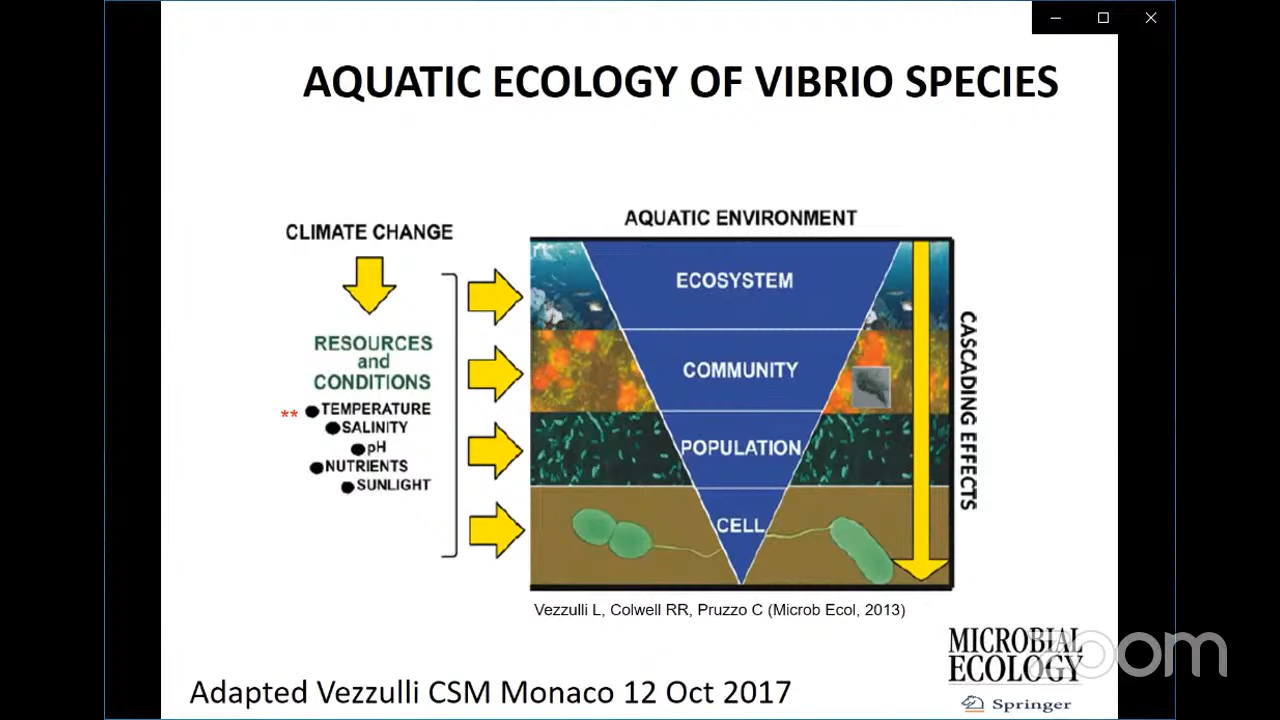 AQUATIC ECOLOGY OF VIBRIO SPECIES
AQUATIC ENVIRONMENT
CLIMATE CHANGE
RESOURCES
and
CONDITIONS
** TEMPERATURE
SALINITY
pH
NUTRIENTS
SUNLIGHT
ECOSYSTEM
COMMUNITY
POPULATION
CELL
CASCADING EFFECTS
Vezzulli L, Colwell RR, Pruzzo C (Microb Ecol, 2013)
MICROBIAL
ECOLOGY
Springer
zoom
Adapted Vezzulli CSM Monaco 12 Oct 2017